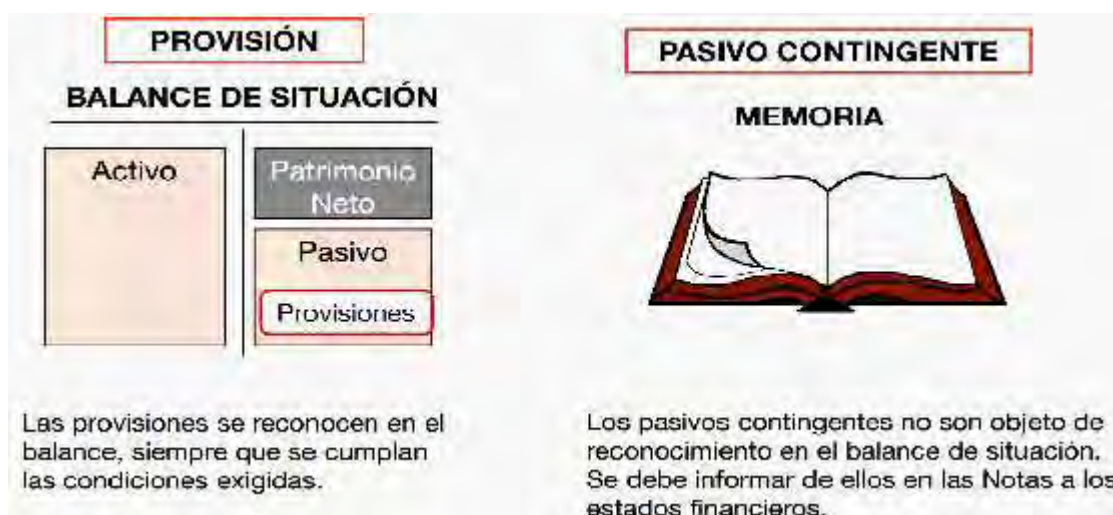 PROVISIÓN
BALANCE DE SITUACIÓN
Activo
Patrimonio
Neto
Pasivo
Provisiones
Las provisiones se reconocen en el
balance, siempre que se cumplan
las condiciones exigidas.
PASIVO CONTINGENTE
MEMORIA
Los pasivos contingentes no son objeto de
reconocimiento en el balance de situación.
Se debe informar de ellos en las Notas a los
estados financieros.